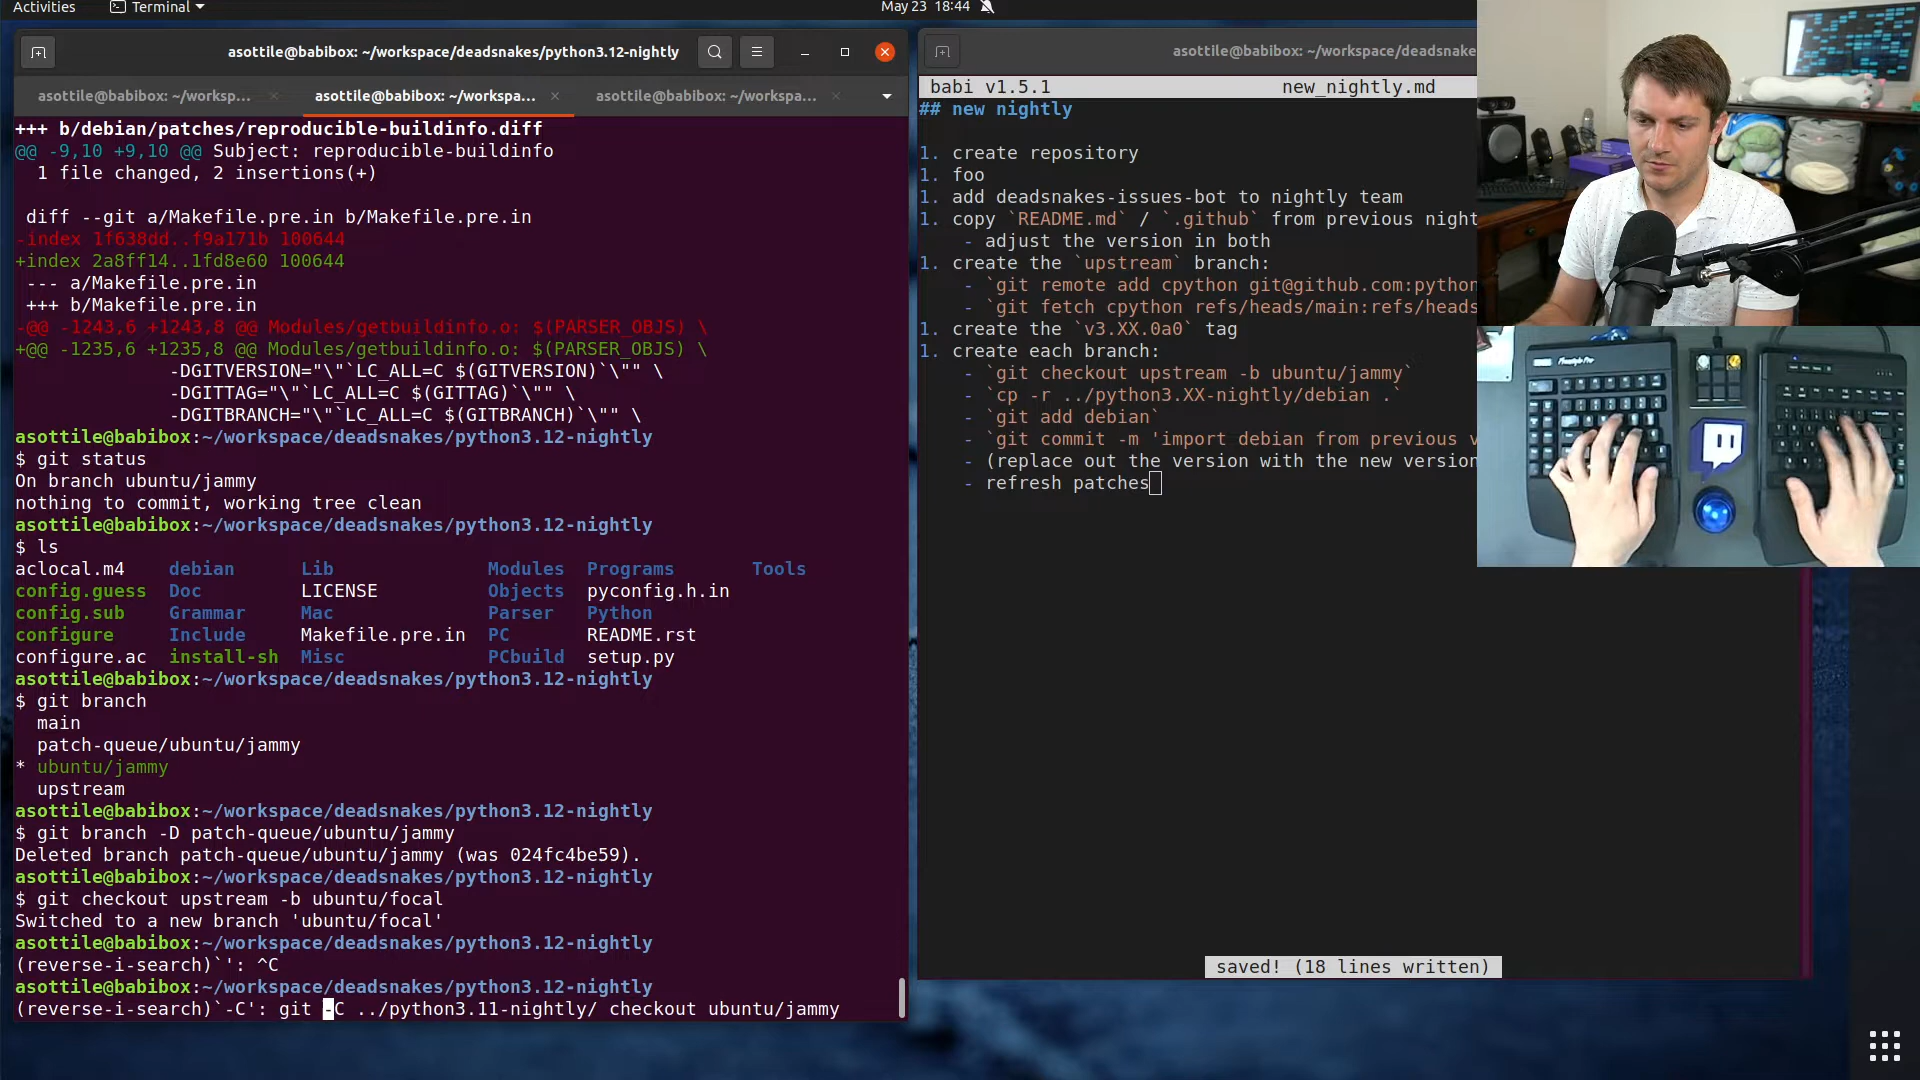 Activities
Terminal
May 23 18:44
asottile@babibox: ~/workspace/deadsnakes/python3.12-nightly
asottile@babibox: ~/worksp...
asottile@babibox: ~/workspa...
asottile@babibox: ~/workspa...
+++ b/debian/patches/reproducible-buildinfo.diff
@@ -9,10 +9,10 @@ Subject: reproducible-buildinfo
1 file changed, 2 insertions(+)
diff --git a/Makefile.pre.in b/Makefile.pre.in
-index 1f638dd..f9a171b 100644
+index 2a8ff14..1fd8e60 100644
--- a/Makefile.pre.in
+++ b/Makefile.pre.in
-@@ -1243,6 +1243,8 @@ Modules/getbuildinfo.o: $(PARSER_OBJS) \
+@@ -1235,6 +1235,8 @@ Modules/getbuildinfo.o: $(PARSER_OBJS) \
-DGITVERSION="\"`LC_ALL=C $(GITVERSION)`\"" \
-DGITTAG="\"`LC_ALL=C $(GITTAG)`\"" \
-DGITBRANCH="\"`LC_ALL=C $(GITBRANCH)`\"" \
asottile@babibox:~/workspace/deadsnakes/python3.12-nightly
$ git status
On branch ubuntu/jammy
nothing to commit, working tree clean
asottile@babibox:~/workspace/deadsnakes/python3.12-nightly
$ ls
aclocal.m4 debian Lib Modules Programs Tools
config.guess Doc LICENSE Objects pyconfig.h.in
config.sub Grammar Mac Parser Python
configure Include Makefile.pre.in PC README.rst
configure.ac install-sh Misc PCbuild setup.py
asottile@babibox:~/workspace/deadsnakes/python3.12-nightly
$ git branch
main
patch-queue/ubuntu/jammy
* ubuntu/jammy
upstream
asottile@babibox:~/workspace/deadsnakes/python3.12-nightly
$ git branch -D patch-queue/ubuntu/jammy
Deleted branch patch-queue/ubuntu/jammy (was 024fc4be59).
asottile@babibox:~/workspace/deadsnakes/python3.12-nightly
$ git checkout upstream -b ubuntu/focal
Switched to a new branch 'ubuntu/focal'
asottile@babibox:~/workspace/deadsnakes/python3.12-nightly
(reverse-i-search)`': ^C
asottile@babibox:~/workspace/deadsnakes/python3.12-nightly
(reverse-i-search)`-C': git -C ../python3.11-nightly/ checkout ubuntu/jammy
asottile@babibox: ~/workspace/deadsnake
babi v1.5.1 new_nightly.md
## new nightly
1. create repository
1. foo
1. add deadsnakes-issues-bot to nightly team
1. copy `README.md` / `.github` from previous night
- adjust the version in both
1. create the `upstream` branch:
- `git remote add cpython git@github.com:python
- `git fetch cpython refs/heads/main:refs/heads
1. create the `v3.XX.0a0` tag
1. create each branch:
- `git checkout upstream -b ubuntu/jammy`
- `cp -r ../python3.XX-nightly/debian .`
- `git add debian`
- `git commit -m 'import debian from previous v
- (replace out the version with the new version
- refresh patches
saved! (18 lines written)